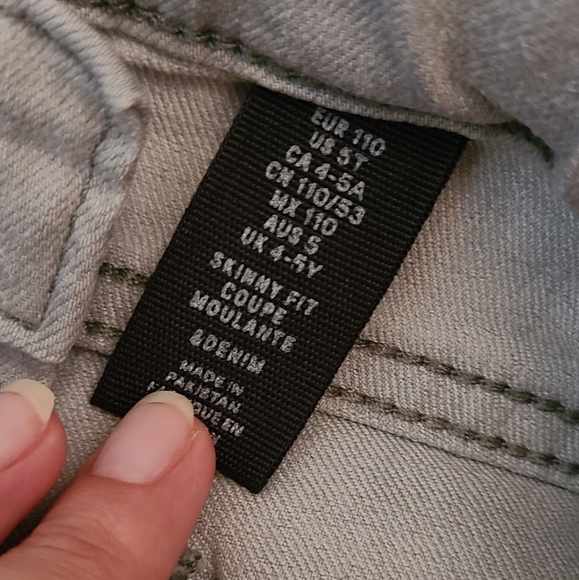 EUR 110
US 5T
CA 4-5A
CN 110/53
MX 110
AUS 5
UK 4-5Y
SKINNY FIT
COUPE
MOULANTE
&DENIM
MADE IN
PAKISTAN